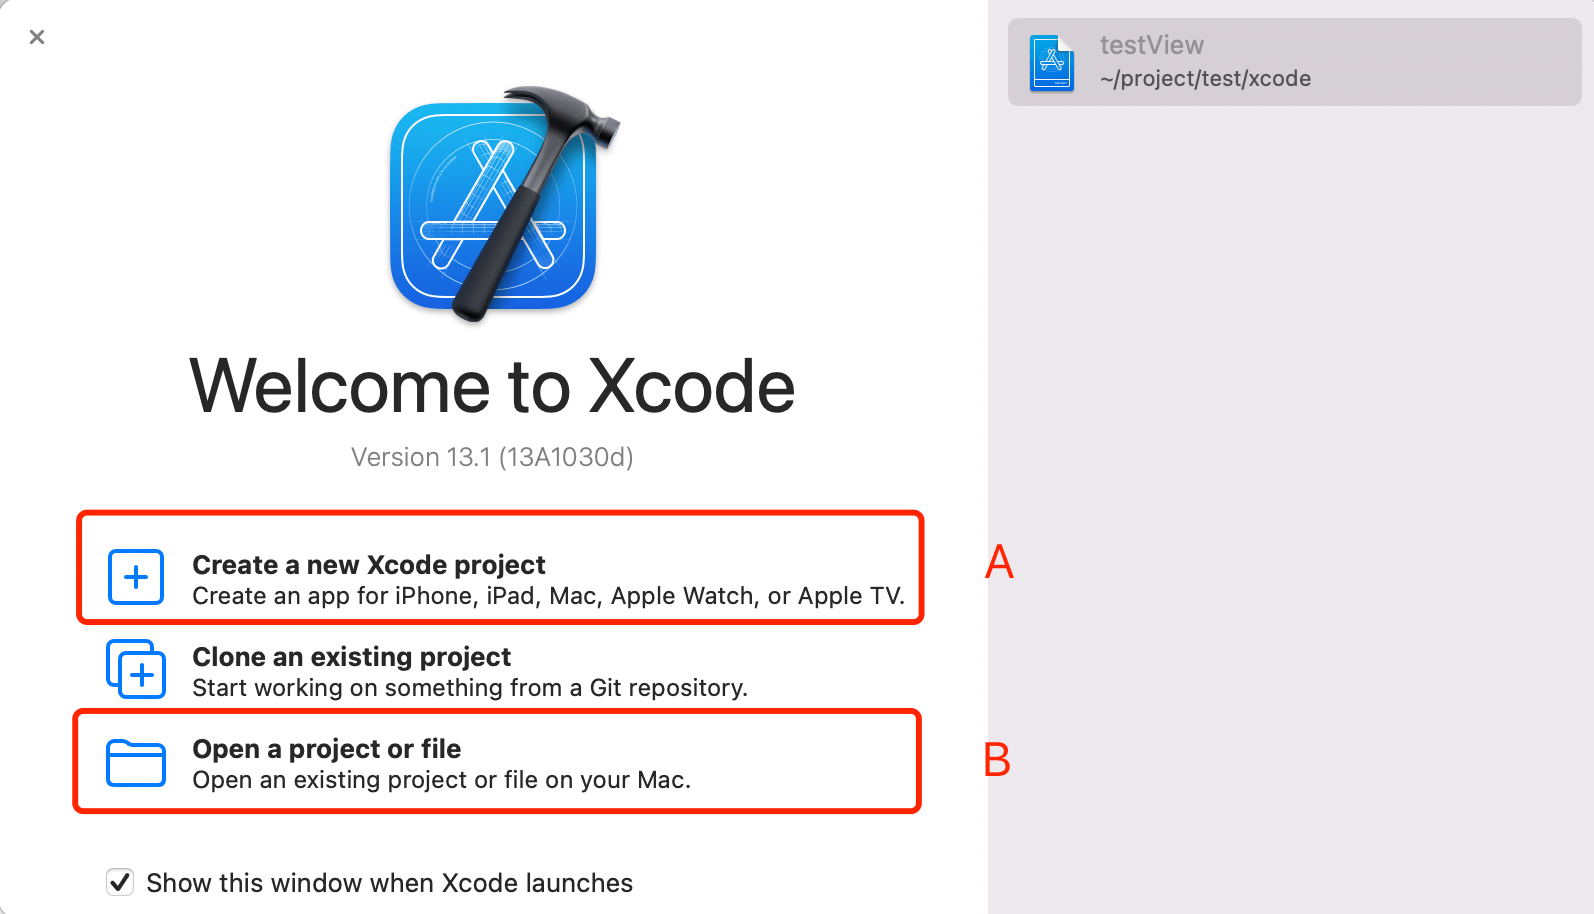 testView
~/project/test/xcode
Welcome to Xcode
Version 13.1 (13A1030d)
Create a new Xcode project
Create an app for iPhone, iPad, Mac, Apple Watch, or Apple TV.
A
Clone an existing project
Start working on something from a Git repository.
Open a project or file
Open an existing project or file on your Mac.
B
Show this window when Xcode launches